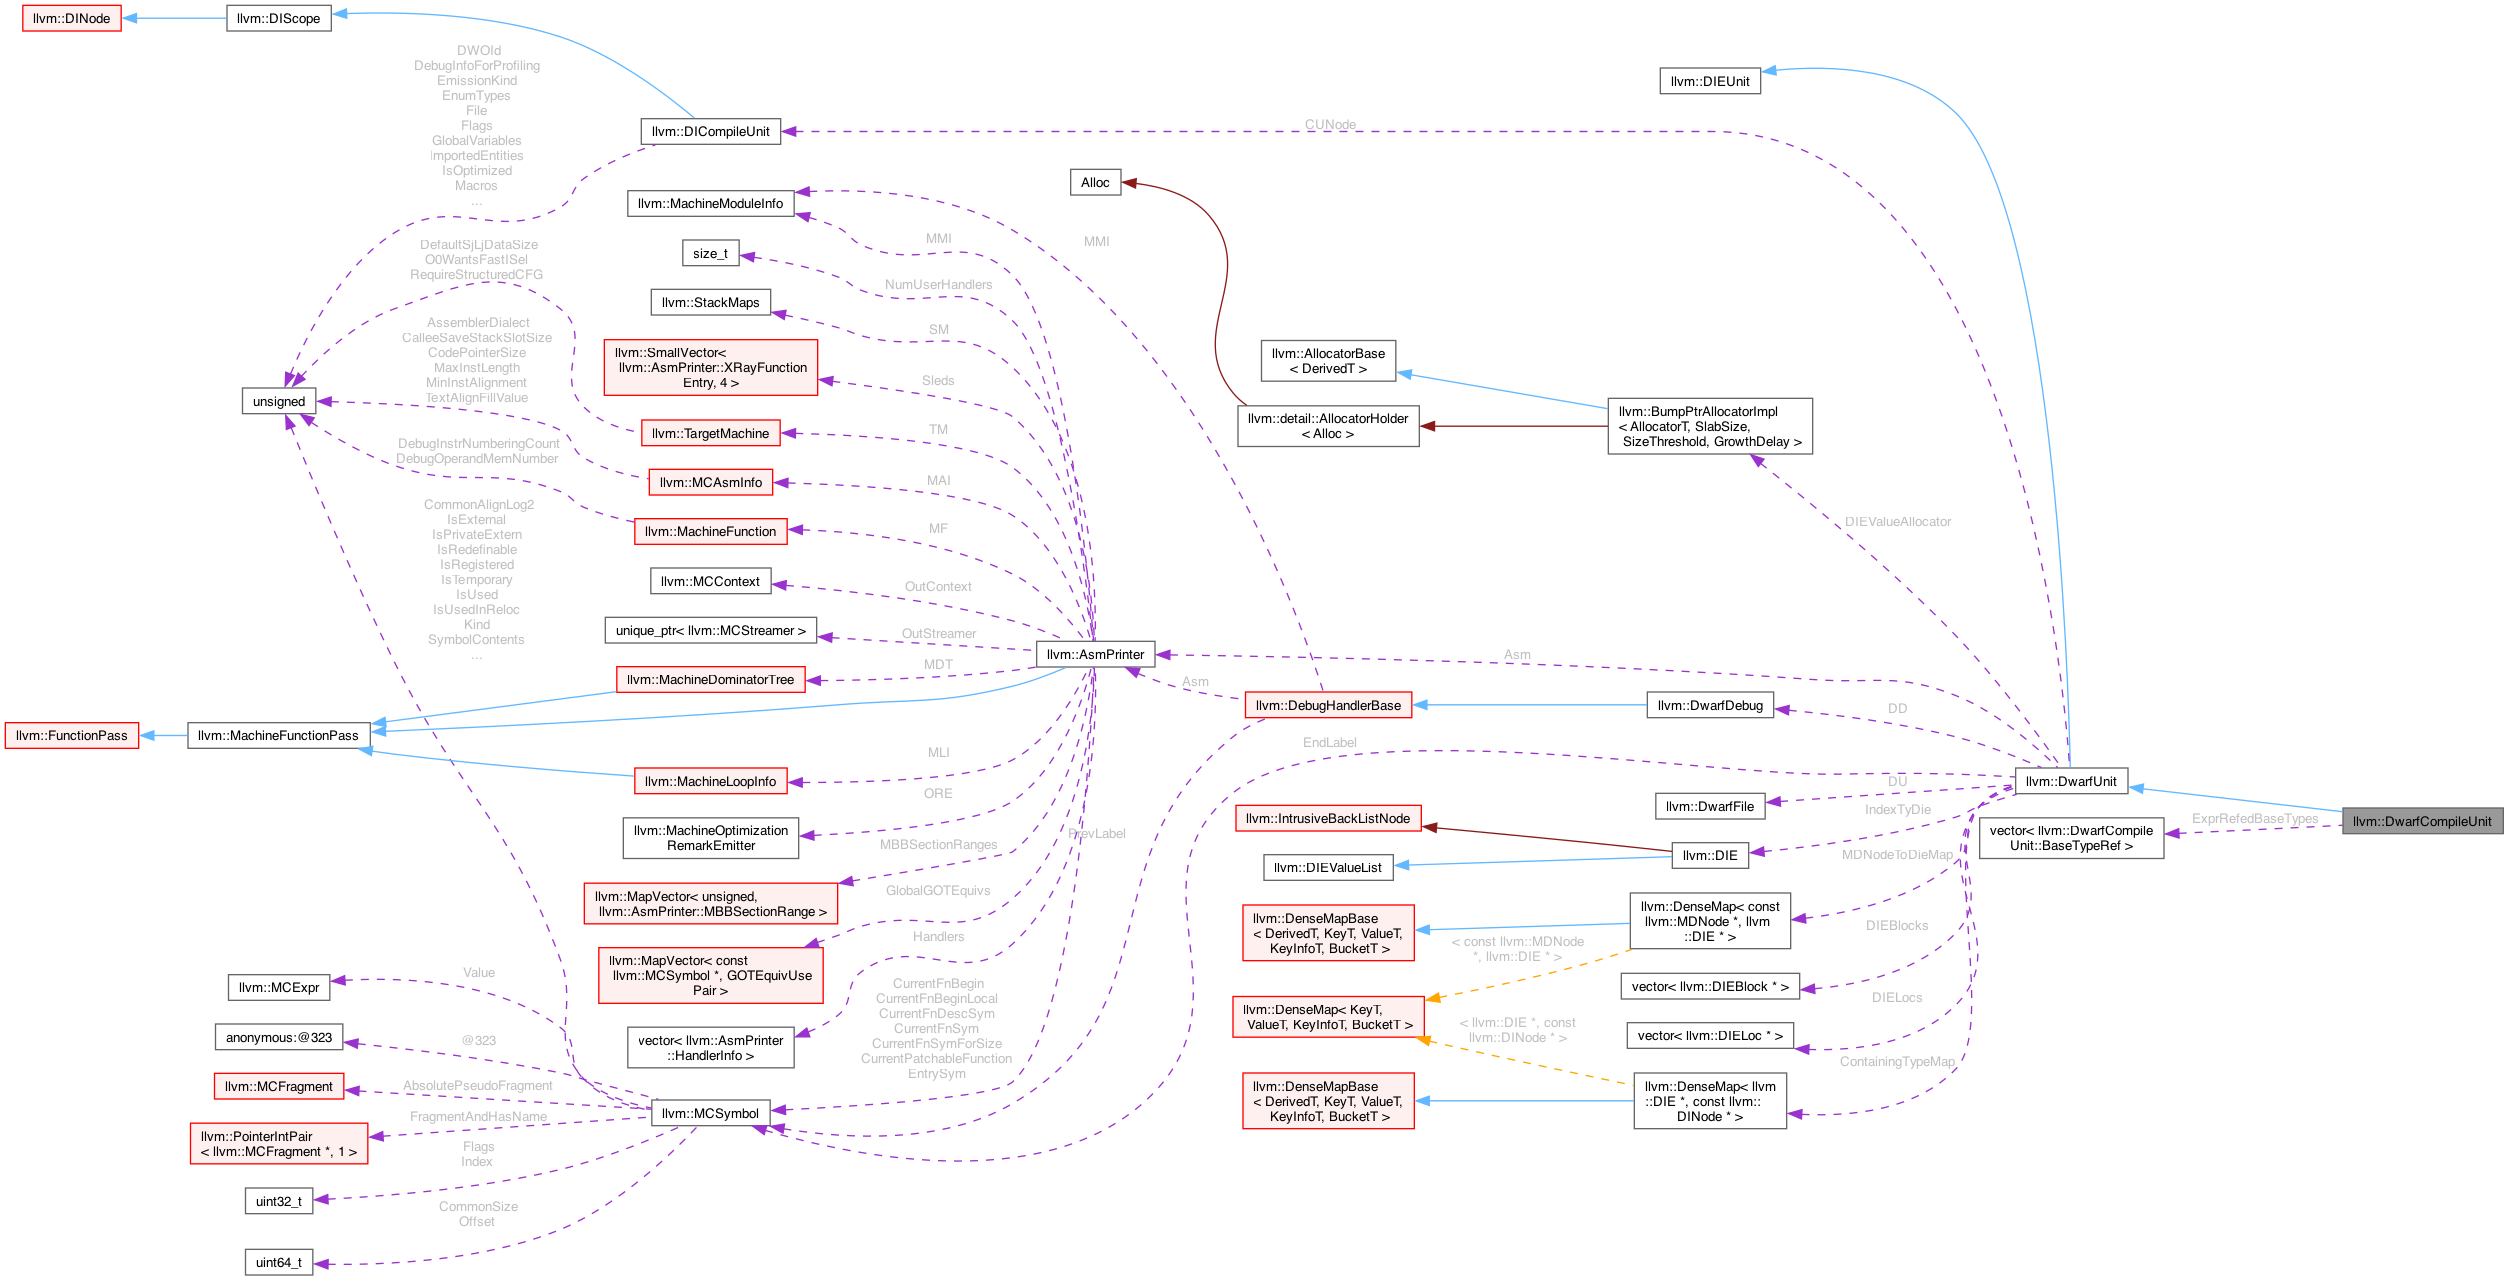 llvm::DINode
llvm::DIScope
DWOId
DebugInfoForProfiling
EmissionKind
EnumTypes
File
Flags
GlobalVariables
ImportedEntities
IsOptimized
Macros
...
llvm::DIEUnit
llvm::DICompileUnit
CUNode
Alloc
llvm::MachineModuleInfo
MMI
MMI
size_t
DefaultSjLjDataSize
O0WantsFastISel
RequireStructuredCFG
NumUserHandlers
llvm::StackMaps
SM
AssemblerDialect
CalleeSaveStackSlotSize
CodePointerSize
MaxInstLength
MinInstAlignment
TextAlignFillValue
llvm::SmallVector<
llvm::AsmPrinter::XRayFunction
Entry, 4 >
Sleds
llvm::AllocatorBase
< DerivedT >
unsigned
llvm::detail::AllocatorHolder
< Alloc >
llvm::BumpPtrAllocatorImpl
< AllocatorT, SlabSize,
SizeThreshold, GrowthDelay >
llvm::TargetMachine
TM
DebugInstrNumberingCount
DebugOperandMemNumber
llvm::MCAsmInfo
MAI
CommonAlignLog2
IsExternal
IsPrivateExtern
IsRedefinable
IsRegistered
IsTemporary
IsUsed
IsUsedInReloc
Kind
SymbolContents
...
llvm::MachineFunction
MF
DIEValueAllocator
llvm::MCContext
OutContext
unique_ptr< llvm::MCStreamer >
OutStreamer
llvm::AsmPrinter
Asm
llvm::MachineDominatorTree
MDT
Asm
llvm::DebugHandlerBase
llvm::DwarfDebug
DD
llvm::FunctionPass
llvm::MachineFunctionPass
EndLabel
llvm::MachineLoopInfo
MLI
llvm::DwarfUnit
DU
ORE
llvm::DwarfFile
IndexTyDie
llvm::IntrusiveBackListNode
llvm::DwarfCompileUnit
ExprRefedBaseTypes
llvm::MachineOptimization
RemarkEmitter
PrevLabel
vector< llvm::DwarfCompile
Unit::BaseTypeRef >
MBBSectionRanges
llvm::DIEValueList
llvm::DIE
MDNodeToDieMap
llvm::MapVector< unsigned,
llvm::AsmPrinter::MBBSectionRange >
GlobalGOTEquivs
llvm::DenseMapBase
< DerivedT, KeyT, ValueT,
KeyInfoT, BucketT >
llvm::DenseMap< const
llvm::MDNode *, llvm
::DIE * >
DIEBlocks
Handlers
< const llvm::MDNode
*, llvm::DIE * >
llvm::MapVector< const
llvm::MCSymbol *, GOTEquivUse
Pair >
Value
llvm::MCExpr
CurrentFnBegin
CurrentFnBeginLocal
CurrentFnDescSym
CurrentFnSym
CurrentFnSymForSize
CurrentPatchableFunction
EntrySym
vector< llvm::DIEBlock * >
DIELocs
llvm::DenseMap< KeyT,
ValueT, KeyInfoT, BucketT >
< llvm::DIE *, const
llvm::DINode * >
vector< llvm::DIELoc * >
anonymous:@323
@323
vector< llvm::AsmPrinter
::HandlerInfo >
ContainingTypeMap
llvm::MCFragment
AbsolutePseudoFragment
llvm::DenseMapBase
< DerivedT, KeyT, ValueT,
KeyInfoT, BucketT >
llvm::DenseMap< llvm
::DIE *, const llvm::
DINode * >
FragmentAndHasName
llvm::MCSymbol
llvm::PointerIntPair
< llvm::MCFragment *, 1 >
Flags
Index
uint32_t
CommonSize
Offset
uint64_t